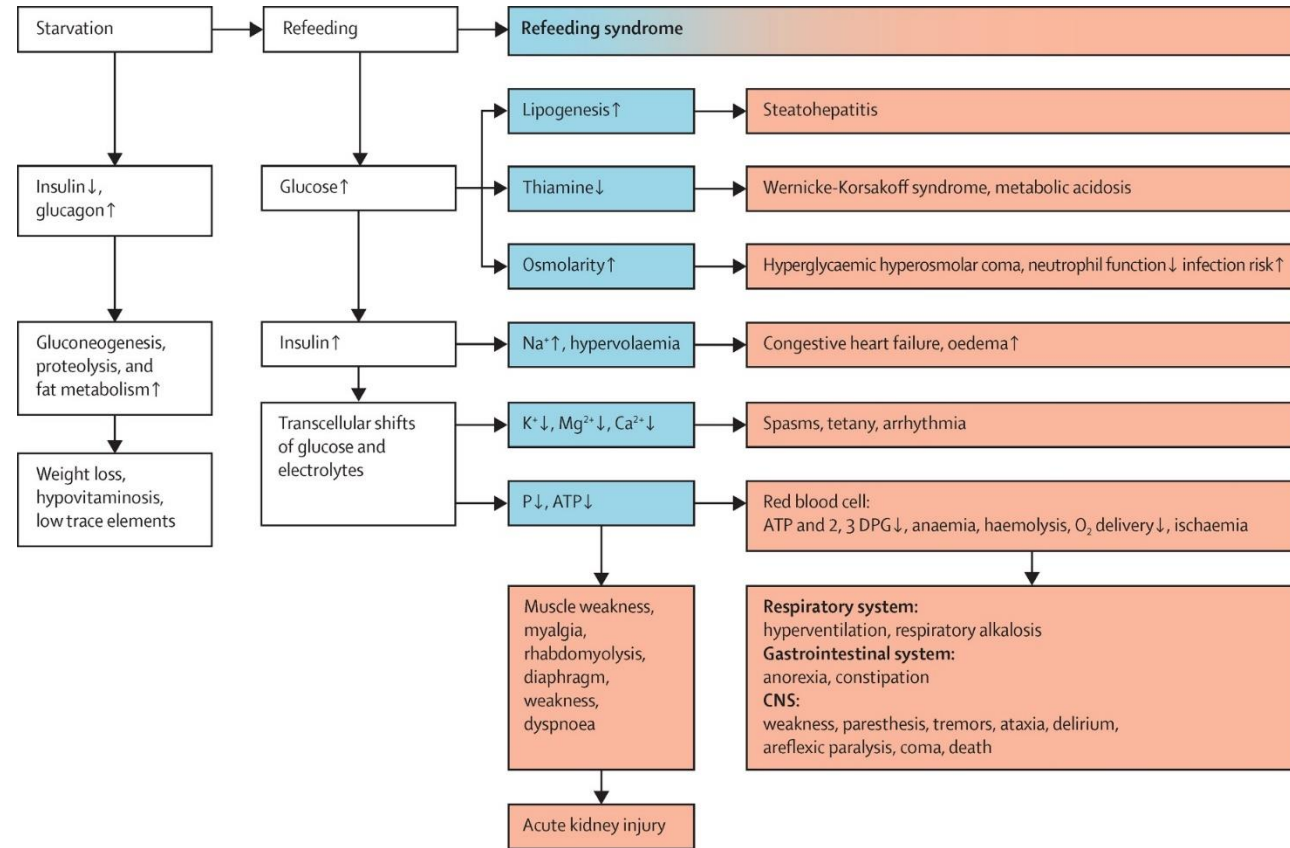 Starvation
Refeeding
Refeeding syndrome
Lipogenesis↑
Steatohepatitis
Insulin↓,
glucagon↑
Glucose↑
Thiamine↓
Wernicke-Korsakoff syndrome, metabolic acidosis
Osmolarity↑
Hyperglycaemic hyperosmolar coma, neutrophil function↓ infection risk↑
Gluconeogenesis,
proteolysis, and
fat metabolism↑
Insulin↑
Na⁺↑, hypervolaemia
Congestive heart failure, oedema↑
Transcellular shifts
of glucose and
electrolytes
K⁺↓, Mg²⁺↓, Ca²⁺↓
Spasms, tetany, arrhythmia
Weight loss,
hypovitaminosis,
low trace elements
P↓, ATP↓
Red blood cell:
ATP and 2, 3 DPG↓, anaemia, haemolysis, O₂ delivery↓, ischaemia
Muscle weakness,
myalgia,
rhabdomyolysis,
diaphragm,
weakness,
dyspnoea
Respiratory system:
hyperventilation, respiratory alkalosis
Gastrointestinal system:
anorexia, constipation
CNS:
weakness, paresthesis, tremors, ataxia, delirium,
areflexic paralysis, coma, death
Acute kidney injury